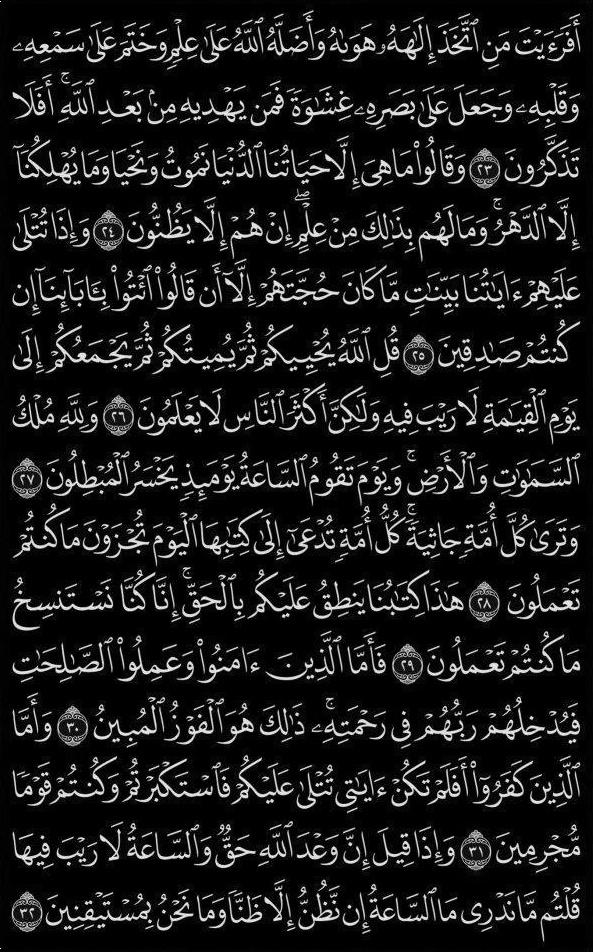 أَفَرَءَيْتَ مَنِ ٱتَّخَذَ إِلَٰهَهُۥ هَوَىٰهُ وَأَضَلَّهُ ٱللَّهُ عَلَىٰ عِلْمٍ وَخَتَمَ عَلَىٰ سَمْعِهِۦ
وَقَلْبِهِۦ وَجَعَلَ عَلَىٰ بَصَرِهِۦ غِشَٰوَةً فَمَن يَهْدِيهِ مِنۢ بَعْدِ ٱللَّهِۚ أَفَلَا
تَذَكَّرُونَ ٢٣ وَقَالُوا۟ مَا هِىَ إِلَّا حَيَاتُنَا ٱلدُّنْيَا نَمُوتُ وَنَحْيَا وَمَا يُهْلِكُنَآ
إِلَّا ٱلدَّهْرُۚ وَمَا لَهُم بِذَٰلِكَ مِنْ عِلْمٍۖ إِنْ هُمْ إِلَّا يَظُنُّونَ ٢٤ وَإِذَا تُتْلَىٰ
عَلَيْهِمْ ءَايَٰتُنَا بَيِّنَٰتٍ مَّا كَانَ حُجَّتَهُمْ إِلَّآ أَن قَالُوا۟ ٱئْتُوا۟ بِـَٔابَآئِنَآ إِن
كُنتُمْ صَٰدِقِينَ ٢٥ قُلِ ٱللَّهُ يُحْيِيكُمْ ثُمَّ يُمِيتُكُمْ ثُمَّ يَجْمَعُكُمْ إِلَىٰ
يَوْمِ ٱلْقِيَٰمَةِ لَا رَيْبَ فِيهِ وَلَٰكِنَّ أَكْثَرَ ٱلنَّاسِ لَا يَعْلَمُونَ ٢٦ وَلِلَّهِ مُلْكُ
ٱلسَّمَٰوَٰتِ وَٱلْأَرْضِۚ وَيَوْمَ تَقُومُ ٱلسَّاعَةُ يَوْمَئِذٍ يَخْسَرُ ٱلْمُبْطِلُونَ ٢٧
وَتَرَىٰ كُلَّ أُمَّةٍ جَاثِيَةًۚ كُلُّ أُمَّةٍ تُدْعَىٰٓ إِلَىٰ كِتَٰبِهَا ٱلْيَوْمَ تُجْزَوْنَ مَا كُنتُمْ
تَعْمَلُونَ ٢٨ هَٰذَا كِتَٰبُنَا يَنطِقُ عَلَيْكُم بِٱلْحَقِّۚ إِنَّا كُنَّا نَسْتَنسِخُ
مَا كُنتُمْ تَعْمَلُونَ ٢٩ فَأَمَّا ٱلَّذِينَ ءَامَنُوا۟ وَعَمِلُوا۟ ٱلصَّٰلِحَٰتِ
فَيُدْخِلُهُمْ رَبُّهُمْ فِى رَحْمَتِهِۦۚ ذَٰلِكَ هُوَ ٱلْفَوْزُ ٱلْمُبِينُ ٣٠ وَأَمَّا
ٱلَّذِينَ كَفَرُوٓا۟ أَفَلَمْ تَكُنْ ءَايَٰتِى تُتْلَىٰ عَلَيْكُمْ فَٱسْتَكْبَرْتُمْ وَكُنتُمْ قَوْمًا
مُّجْرِمِينَ ٣١ وَإِذَا قِيلَ إِنَّ وَعْدَ ٱللَّهِ حَقٌّ وَٱلسَّاعَةُ لَا رَيْبَ فِيهَا
قُلْتُم مَّا نَدْرِى مَا ٱلسَّاعَةُ إِن نَّظُنُّ إِلَّا ظَنًّا وَمَا نَحْنُ بِمُسْتَيْقِنِينَ ٣٢